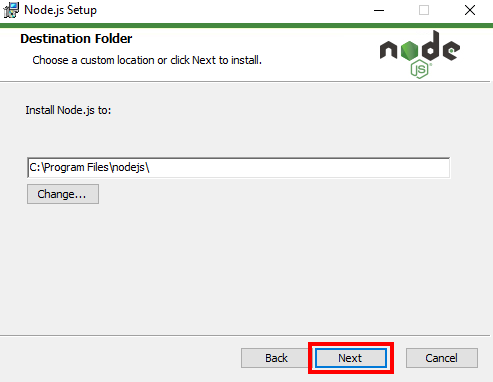 Node.js Setup
Destination Folder
Choose a custom location or click Next to install.
node
JS
Install Node.js to:
C:\Program Files\nodejs\
Change...
Back
Next
Cancel